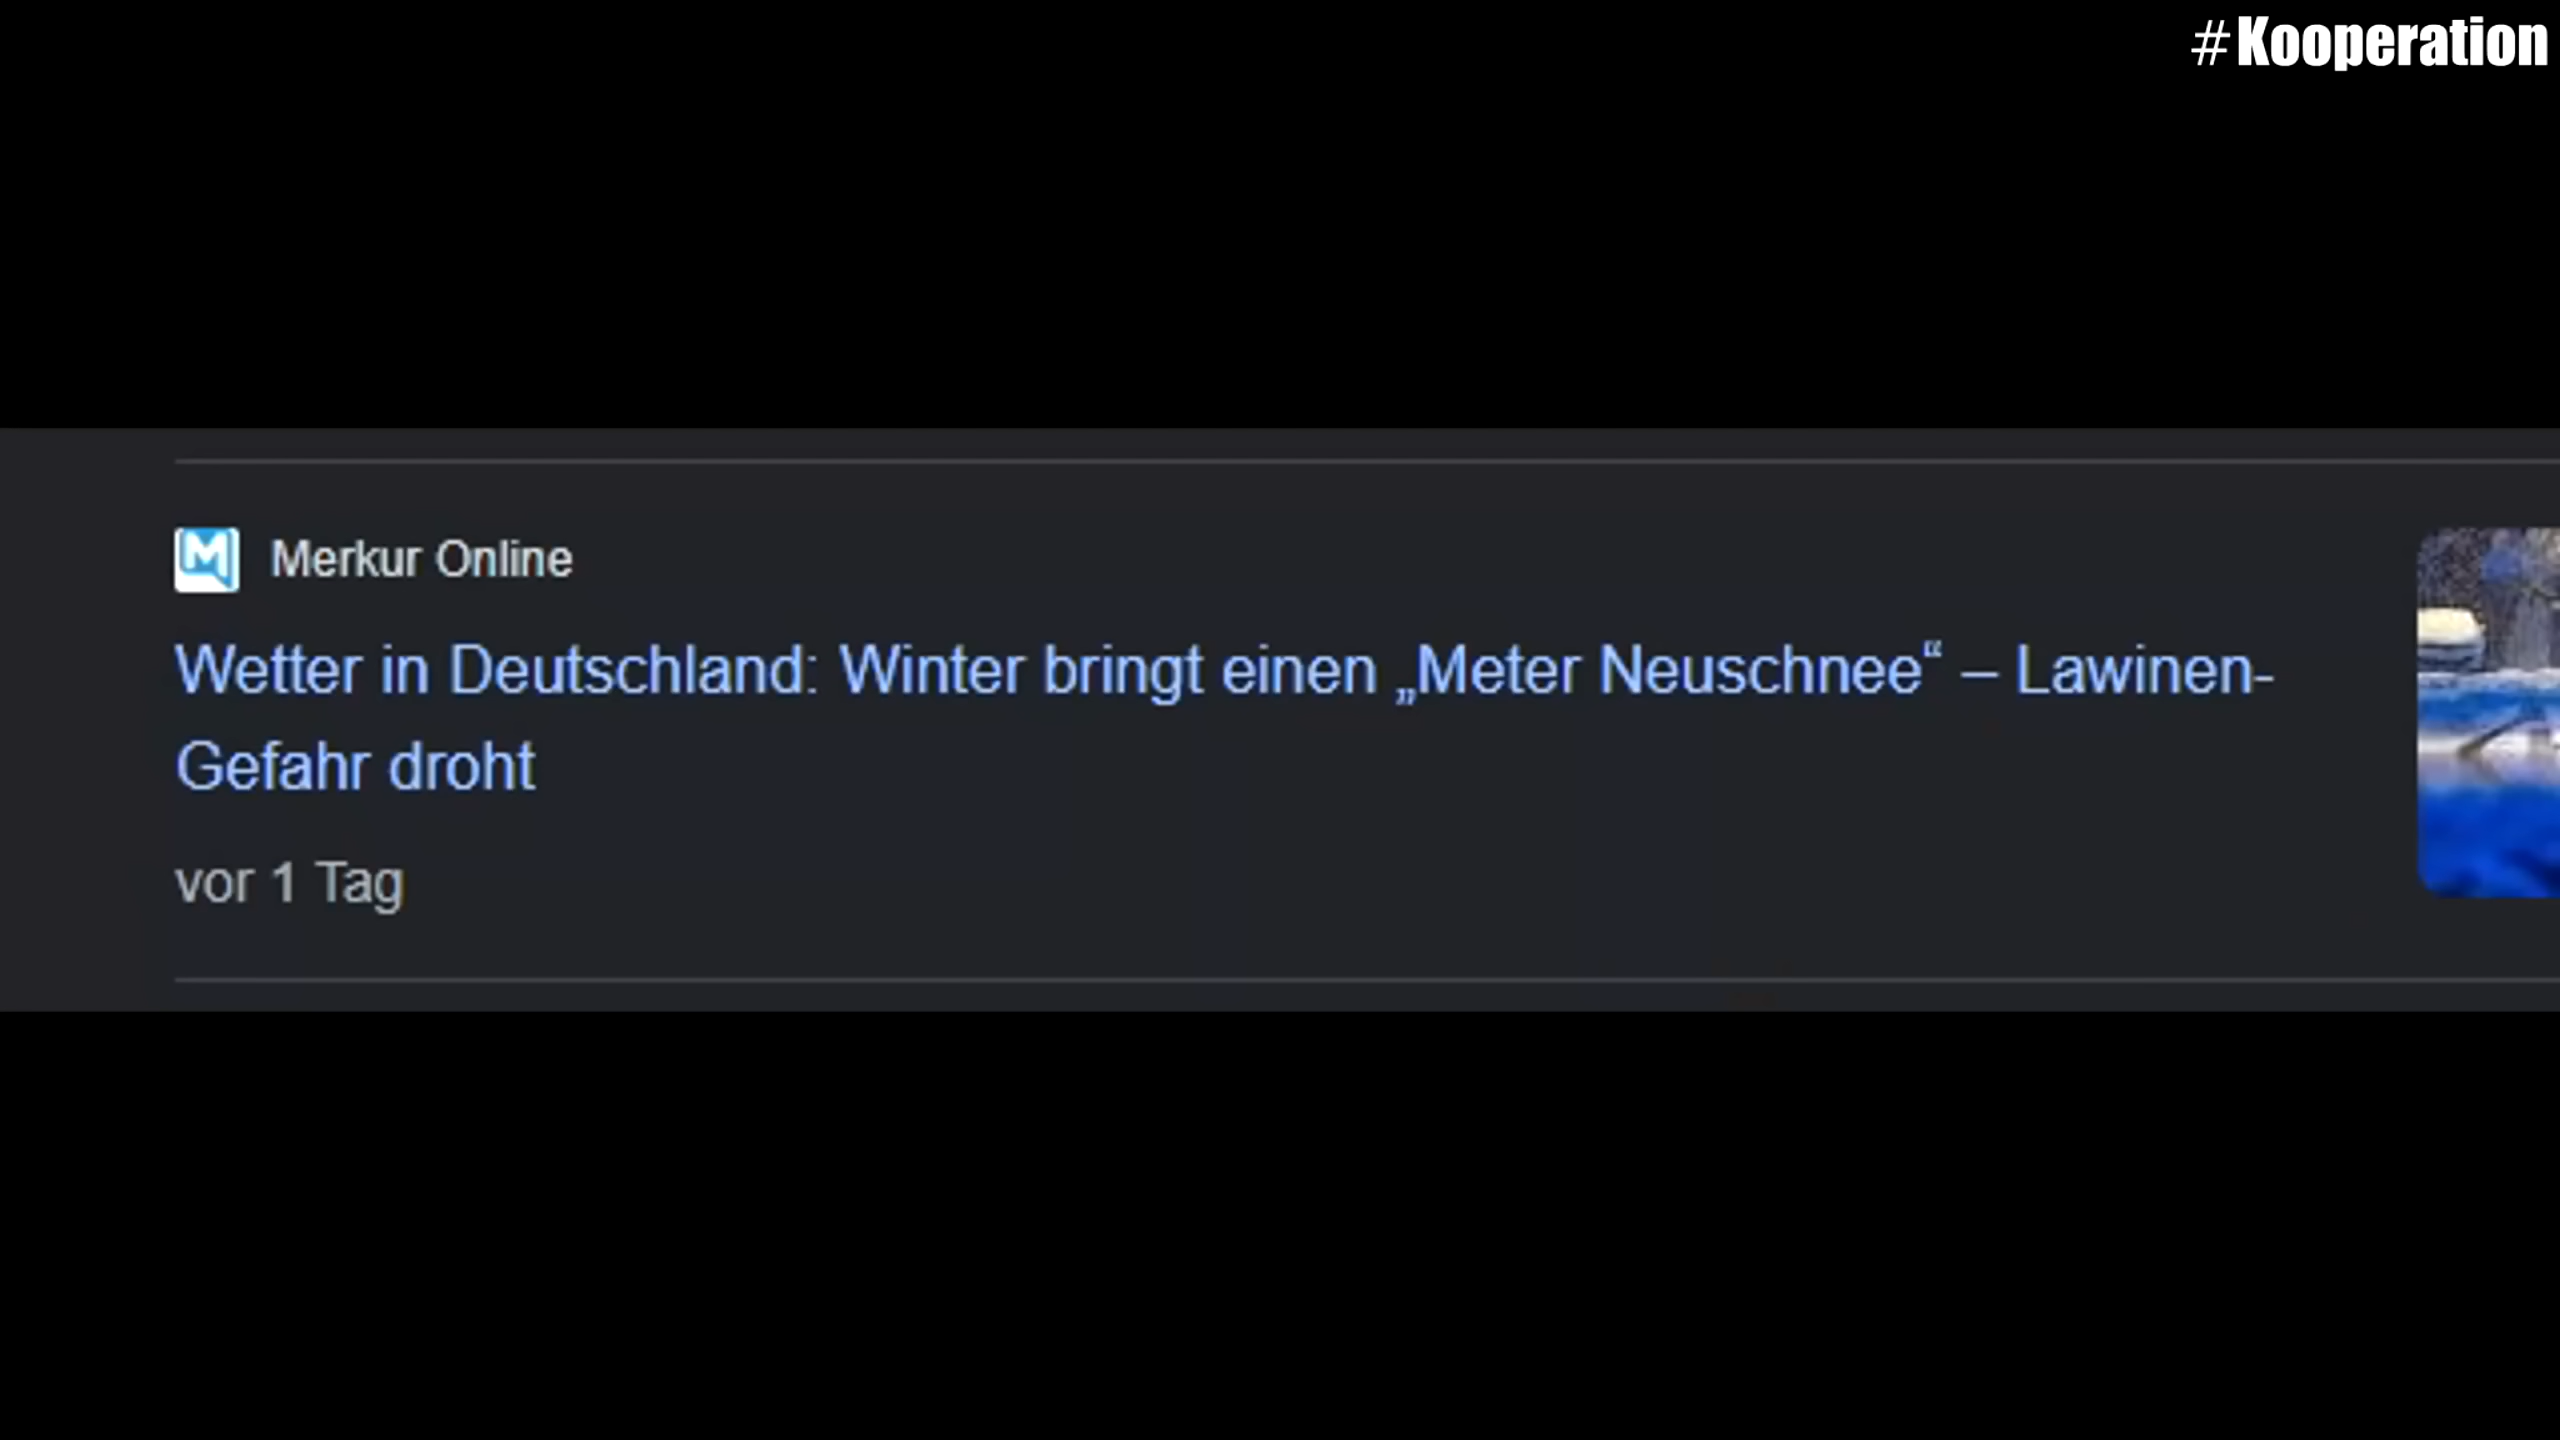 #Kooperation
Merkur Online
Wetter in Deutschland: Winter bringt einen „Meter Neuschnee“ – Lawinen-
Gefahr droht
vor 1 Tag